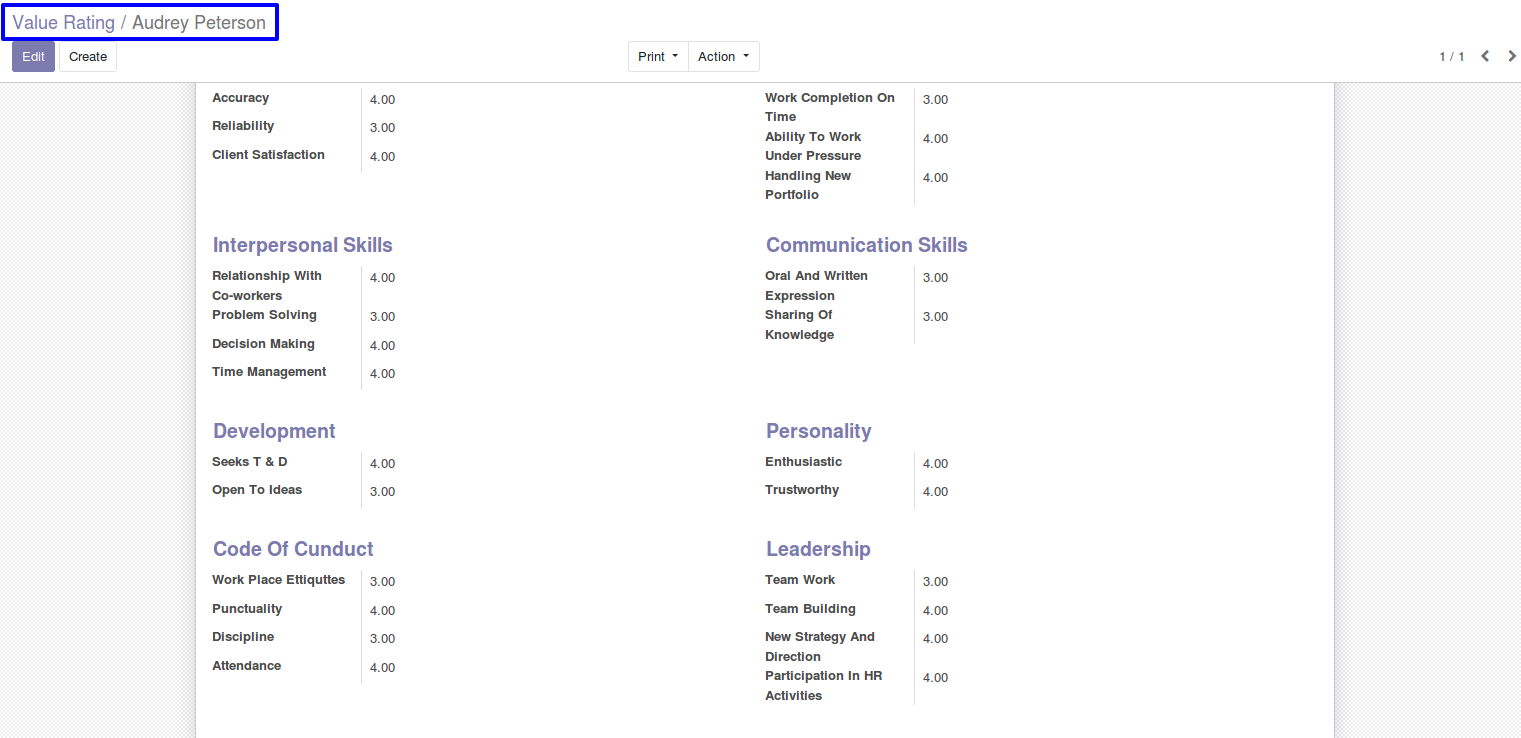 Value Rating / Audrey Peterson
Edit Create Print Action 1 / 1
Accuracy 4.00
Reliability 3.00
Client Satisfaction 4.00
Work Completion On
Time 3.00
Ability To Work
Under Pressure 4.00
Handling New
Portfolio 4.00
Interpersonal Skills
Relationship With
Co-workers 4.00
Problem Solving 3.00
Decision Making 4.00
Time Management 4.00
Communication Skills
Oral And Written
Expression 3.00
Sharing Of
Knowledge 3.00
Development
Seeks T & D 4.00
Open To Ideas 3.00
Personality
Enthusiastic 4.00
Trustworthy 4.00
Code Of Cunduct
Work Place Ettiquttes 3.00
Punctuality 4.00
Discipline 3.00
Attendance 4.00
Leadership
Team Work 3.00
Team Building 4.00
New Strategy And
Direction 4.00
Participation In HR
Activities 4.00